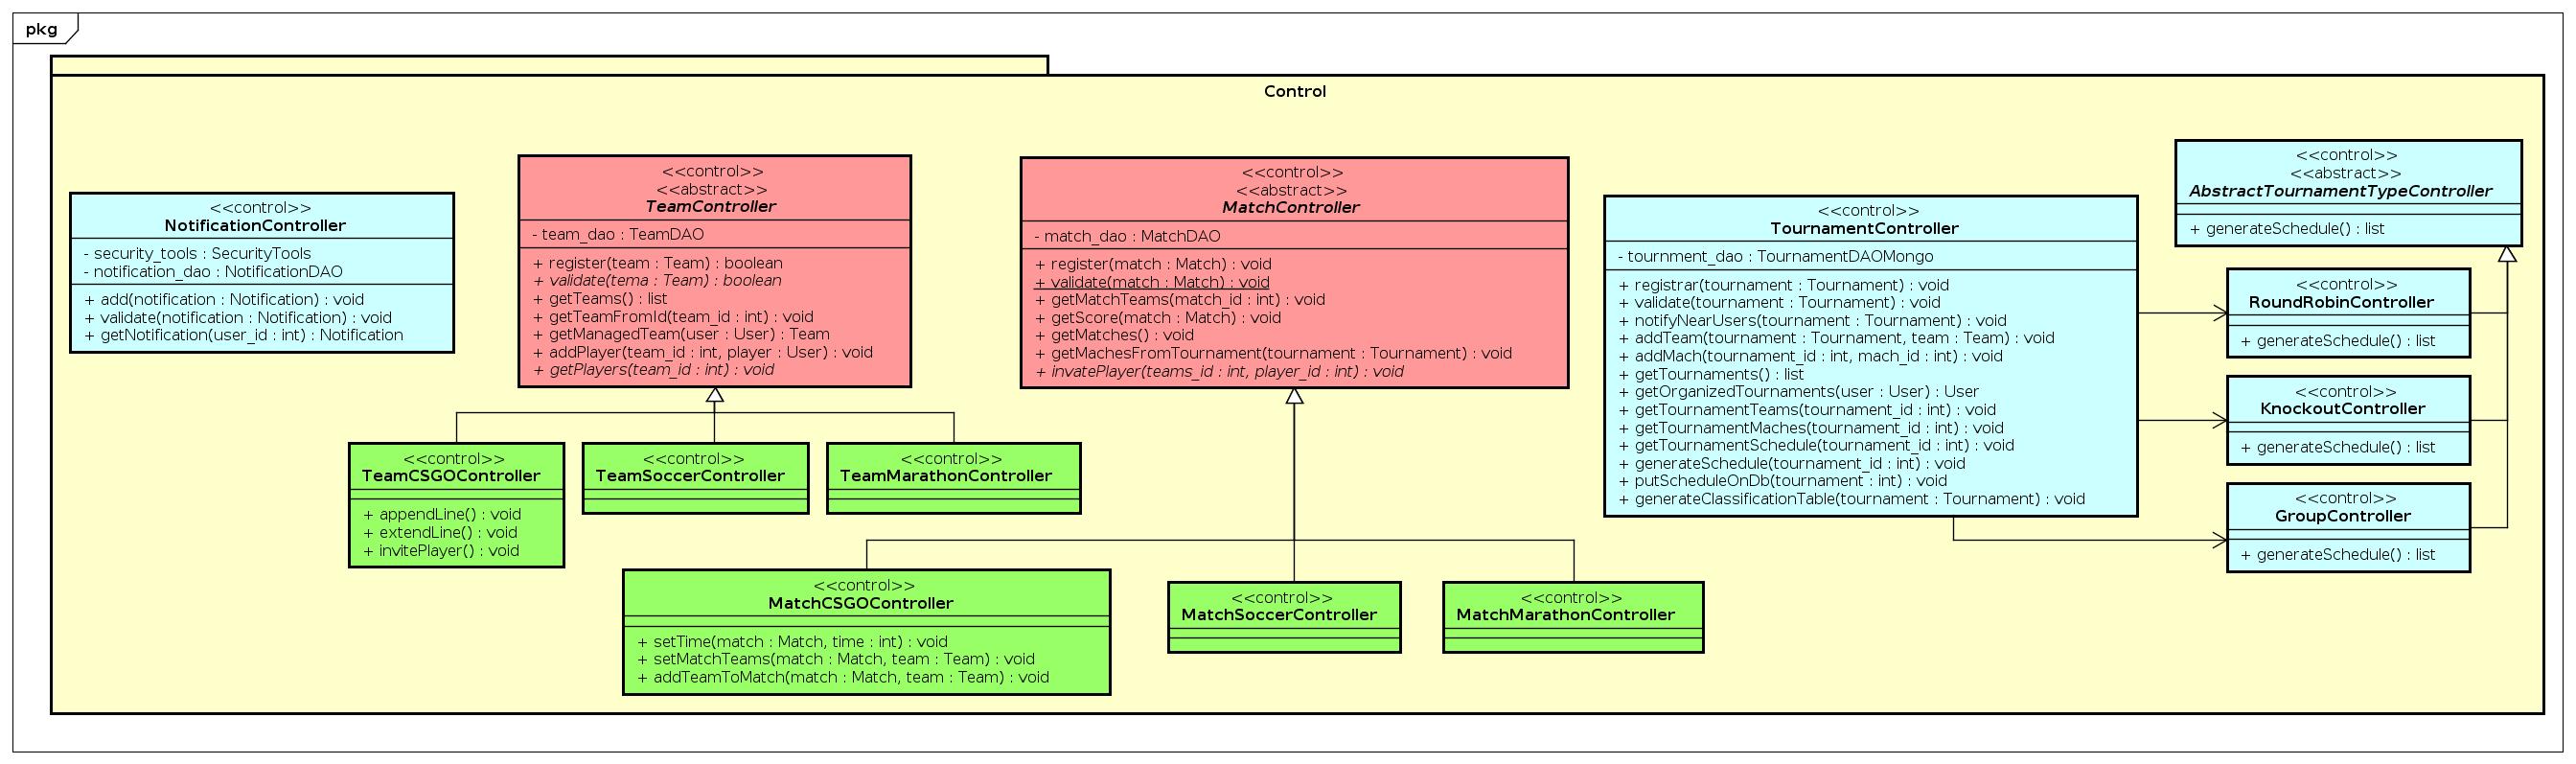 pkg
Control
<<control>>
NotificationController
- security_tools : SecurityTools
- notification_dao : NotificationDAO
+ add(notification : Notification) : void
+ validate(notification : Notification) : void
+ getNotification(user_id : int) : Notification
<<control>>
<<abstract>>
TeamController
- team_dao : TeamDAO
+ register(team : Team) : boolean
+ validate(tema : Team) : boolean
+ getTeams() : list
+ getTeamFromId(team_id : int) : void
+ getManagedTeam(user : User) : Team
+ addPlayer(team_id : int, player : User) : void
+ getPlayers(team_id : int) : void
<<control>>
<<abstract>>
MatchController
- match_dao : MatchDAO
+ register(match : Match) : void
+ validate(match : Match) : void
+ getMatchTeams(match_id : int) : void
+ getScore(match : Match) : void
+ getMatches() : void
+ getMachesFromTournament(tournament : Tournament) : void
+ invatePlayer(teams_id : int, player_id : int) : void
<<control>>
TournamentController
- tournment_dao : TournamentDAOMongo
+ registrar(tournament : Tournament) : void
+ validate(tournament : Tournament) : void
+ notifyNearUsers(tournament : Tournament) : void
+ addTeam(tournament : Tournament, team : Team) : void
+ addMach(tournament_id : int, mach_id : int) : void
+ getTournaments() : list
+ getOrganizedTournaments(user : User) : User
+ getTournamentTeams(tournament_id : int) : void
+ getTournamentMaches(tournament_id : int) : void
+ getTournamentSchedule(tournament_id : int) : void
+ generateSchedule(tournament_id : int) : void
+ putScheduleOnDb(tournament : int) : void
+ generateClassificationTable(tournament : Tournament) : void
<<control>>
<<abstract>>
AbstractTournamentTypeController
+ generateSchedule() : list
<<control>>
RoundRobinController
+ generateSchedule() : list
<<control>>
KnockoutController
+ generateSchedule() : list
<<control>>
GroupController
+ generateSchedule() : list
<<control>>
TeamCSGOController
+ appendLine() : void
+ extendLine() : void
+ invitePlayer() : void
<<control>>
TeamSoccerController
<<control>>
TeamMarathonController
<<control>>
MatchCSGOController
+ setTime(match : Match, time : int) : void
+ setMatchTeams(match : Match, team : Team) : void
+ addTeamToMatch(match : Match, team : Team) : void
<<control>>
MatchSoccerController
<<control>>
MatchMarathonController